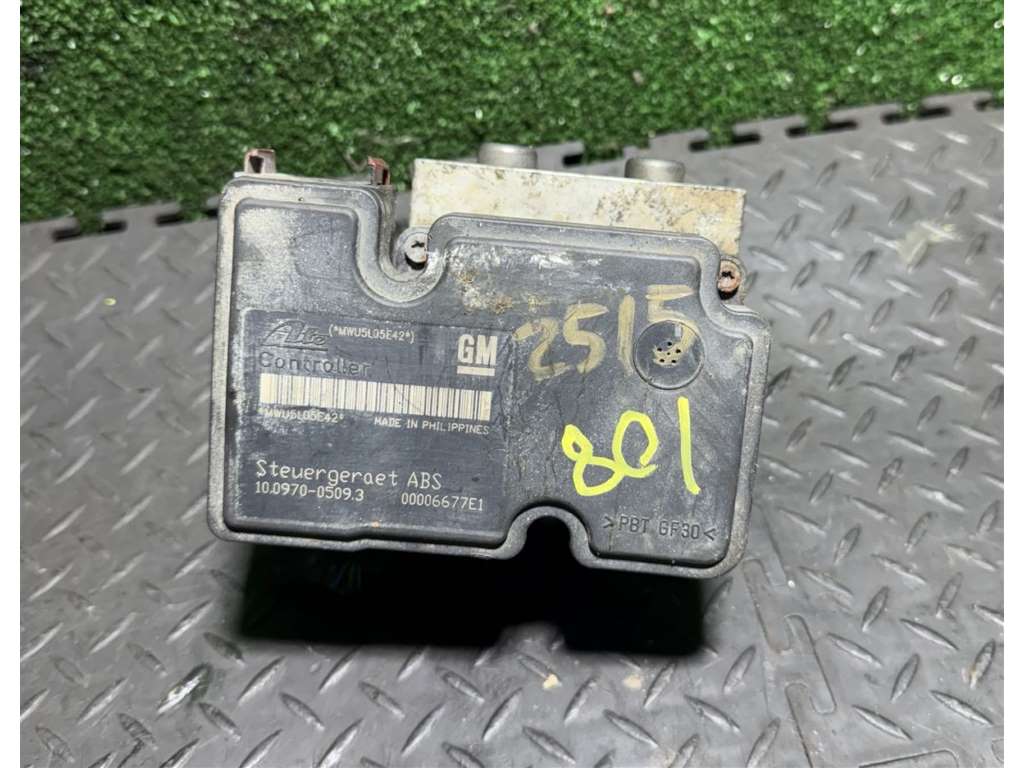 Ate (*MWU5L05E42*)
Controller
GM
*MWU5L05E42*
MADE IN PHILIPPINES
Steuergeraet ABS
10.0970-0509.3 00006677E1
2515
801
>PBT GF30<